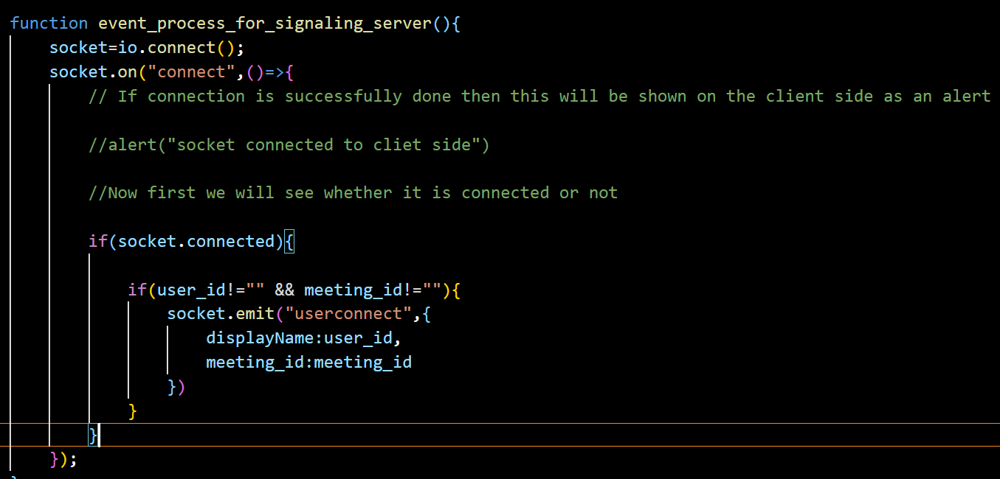 function event_process_for_signaling_server(){
socket=io.connect();
socket.on("connect",()=>{
// If connection is successfully done then this will be shown on the client side as an alert
//alert("socket connected to cliet side")
//Now first we will see whether it is connected or not
if(socket.connected){
if(user_id!="" && meeting_id!=""){
socket.emit("userconnect",{
displayName:user_id,
meeting_id:meeting_id
})
}
}
});
}